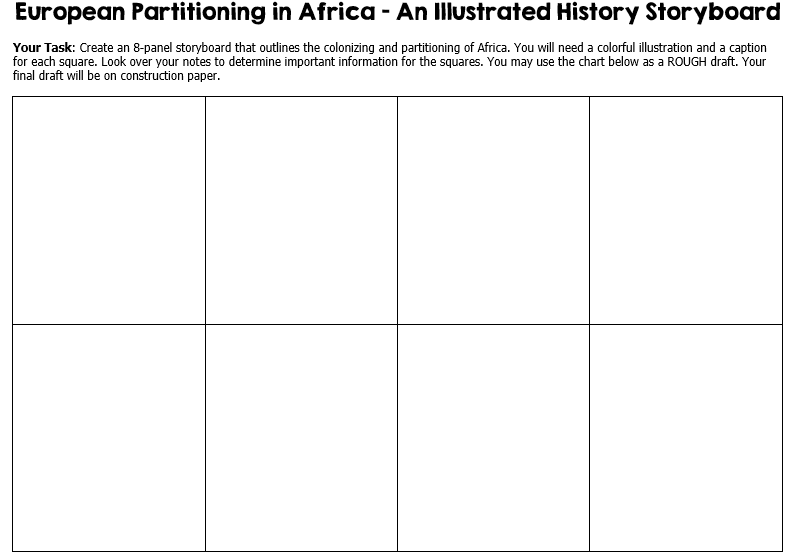 European Partitioning in Africa - An Illustrated History Storyboard
Your Task: Create an 8-panel storyboard that outlines the colonizing and partitioning of Africa. You will need a colorful illustration and a caption
for each square. Look over your notes to determine important information for the squares. You may use the chart below as a ROUGH draft. Your
final draft will be on construction paper.